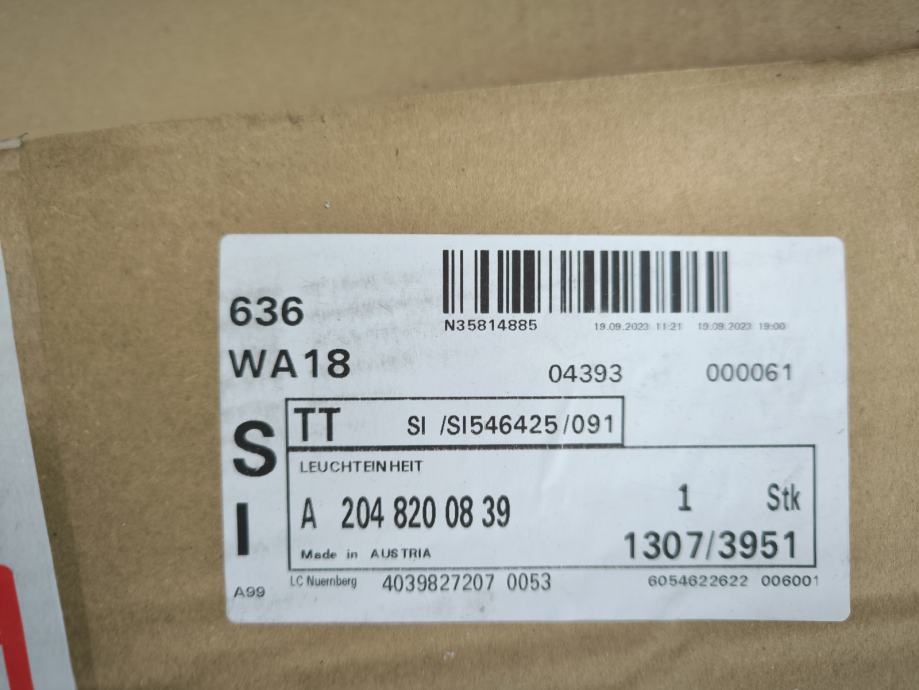 636
N35814885 19.09.2023 11:21 19.09.2023 19:00
WA18 04393 000061
SI
TT SI /SI546425/091
LEUCHTEINHEIT
A 204 820 08 39 1 Stk
Made in AUSTRIA 1307/3951
A99 LC Nuernberg 4039827207 0053 6054622622 006001